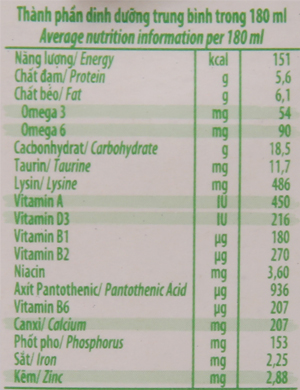 Thành phần dinh dưỡng trung bình trong 180 ml
Average nutrition information per 180 ml
Năng lượng/ Energy kcal 151
Chất đạm/ Protein g 5,6
Chất béo/ Fat g 6,1
Omega 3 mg 54
Omega 6 mg 90
Cacbonhydrat/ Carbohydrate g 18,5
Taurin/ Taurine mg 11,7
Lysin/ Lysine mg 486
Vitamin A IU 450
Vitamin D3 IU 216
Vitamin B1 µg 180
Vitamin B2 µg 270
Niacin mg 3,60
Axít Pantothenic/ Pantothenic Acid µg 936
Vitamin B6 µg 207
Canxi/ Calcium mg 207
Phốt pho/ Phosphorus mg 153
Sắt/ Iron mg 2,25
Kẽm/ Zinc mg 2,88